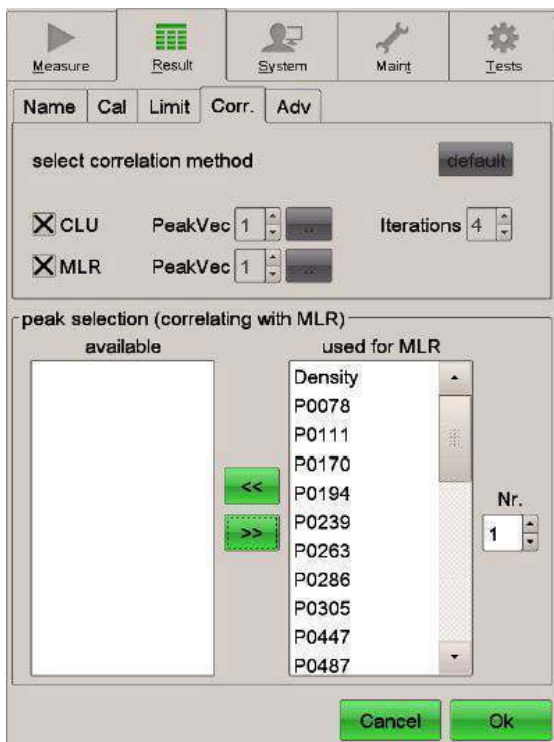 Measure Result System Maint Tests
Name Cal Limit Corr. Adv
select correlation method default
CLU PeakVec 1 .. Iterations 4
MLR PeakVec 1 ..
peak selection (correlating with MLR)
available used for MLR
Density
P0078
P0111
P0170
<< P0194
Nr.
>> P0239 1
P0263
P0286
P0305
P0447
P0487
Cancel Ok